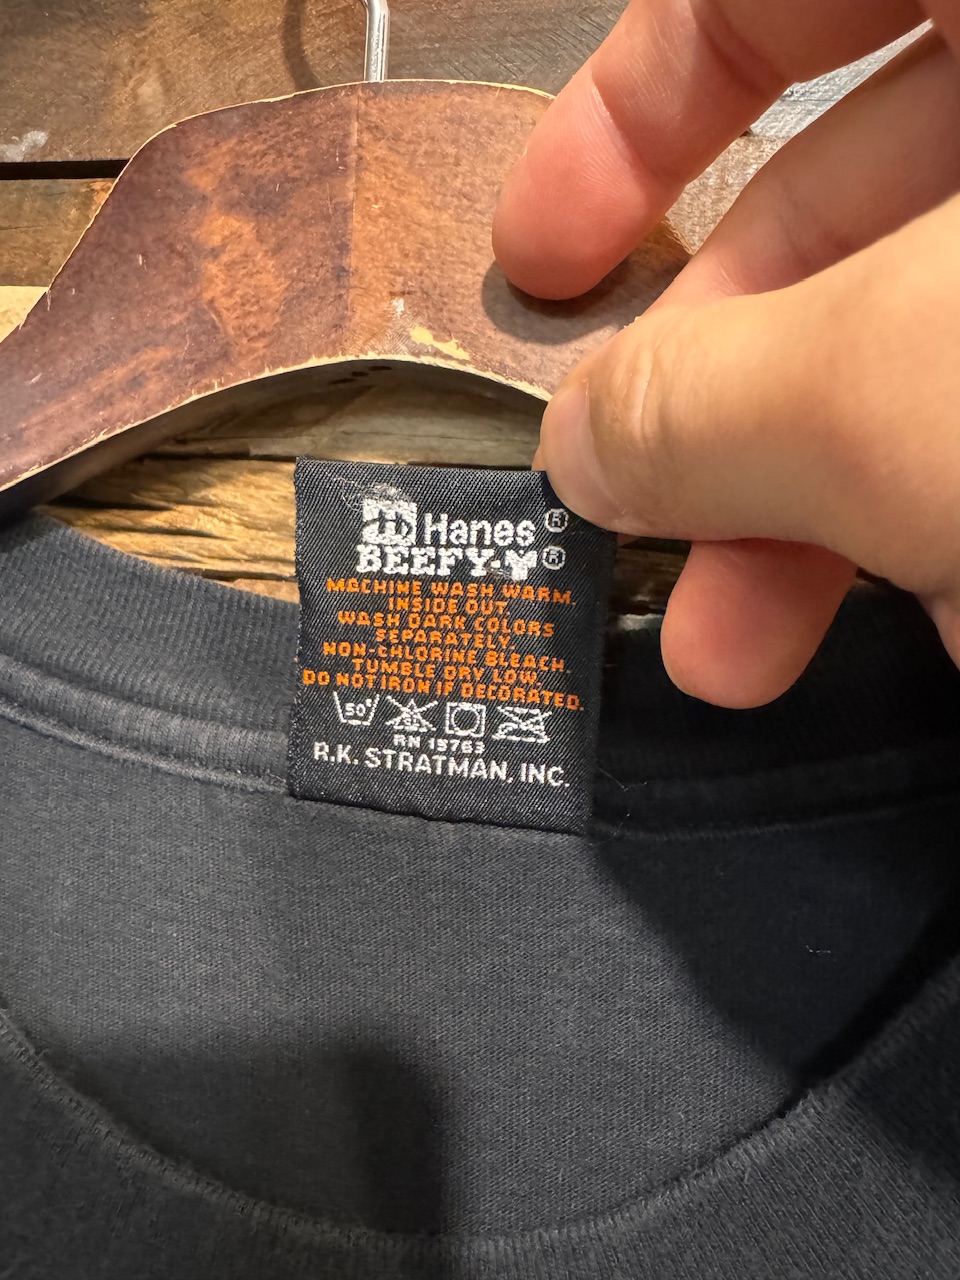 Hanes®
BEEFY-T®
MACHINE WASH WARM.
INSIDE OUT.
WASH DARK COLORS
SEPARATELY.
NON-CHLORINE BLEACH.
TUMBLE DRY LOW.
DO NOT IRON IF DECORATED.
50°
RN 15763
R.K. STRATMAN, INC.